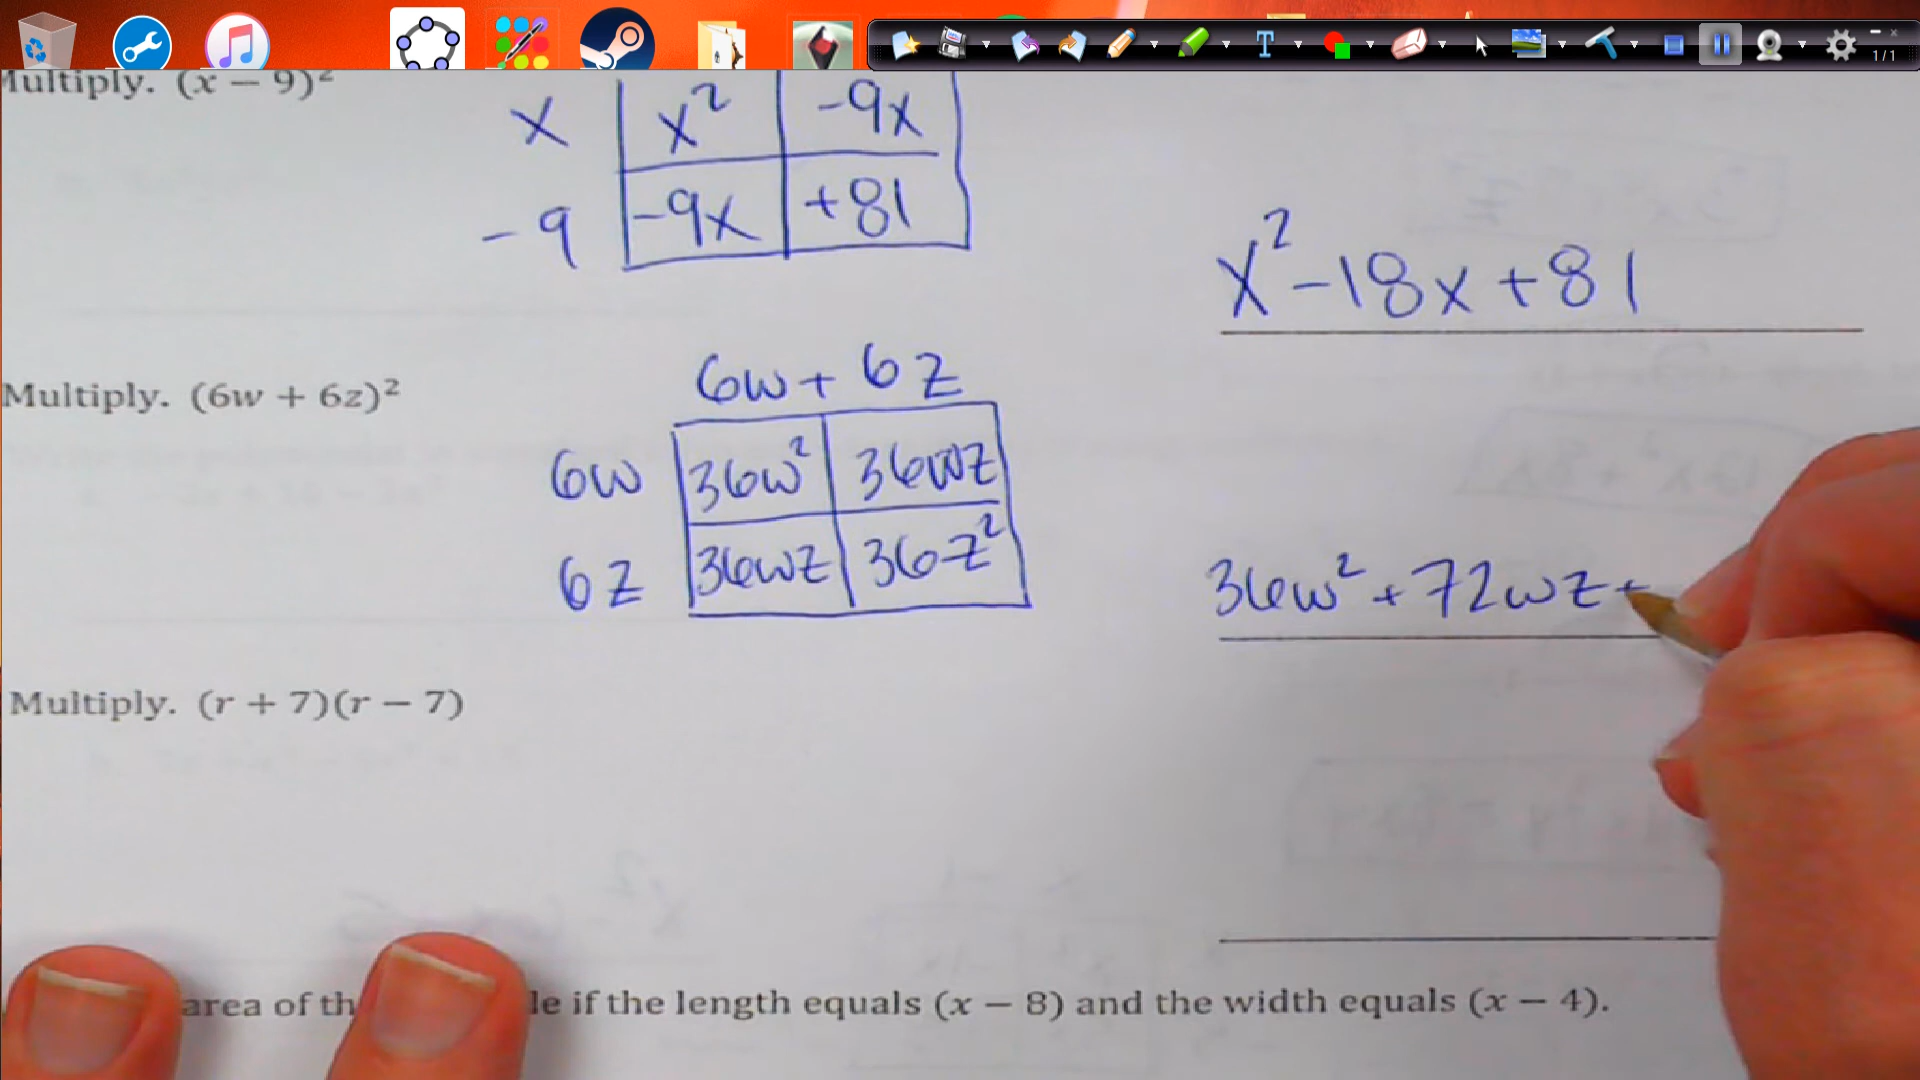 1/1
Multiply. (x − 9)²
x x² -9x
-9 -9x +81
x² -18x +81
6w + 6z
Multiply. (6w + 6z)²
6w 36w² 36wz
6z 36wz 36z²
36w² + 72wz +
Multiply. (r + 7)(r − 7)
area of th le if the length equals (x − 8) and the width equals (x − 4).